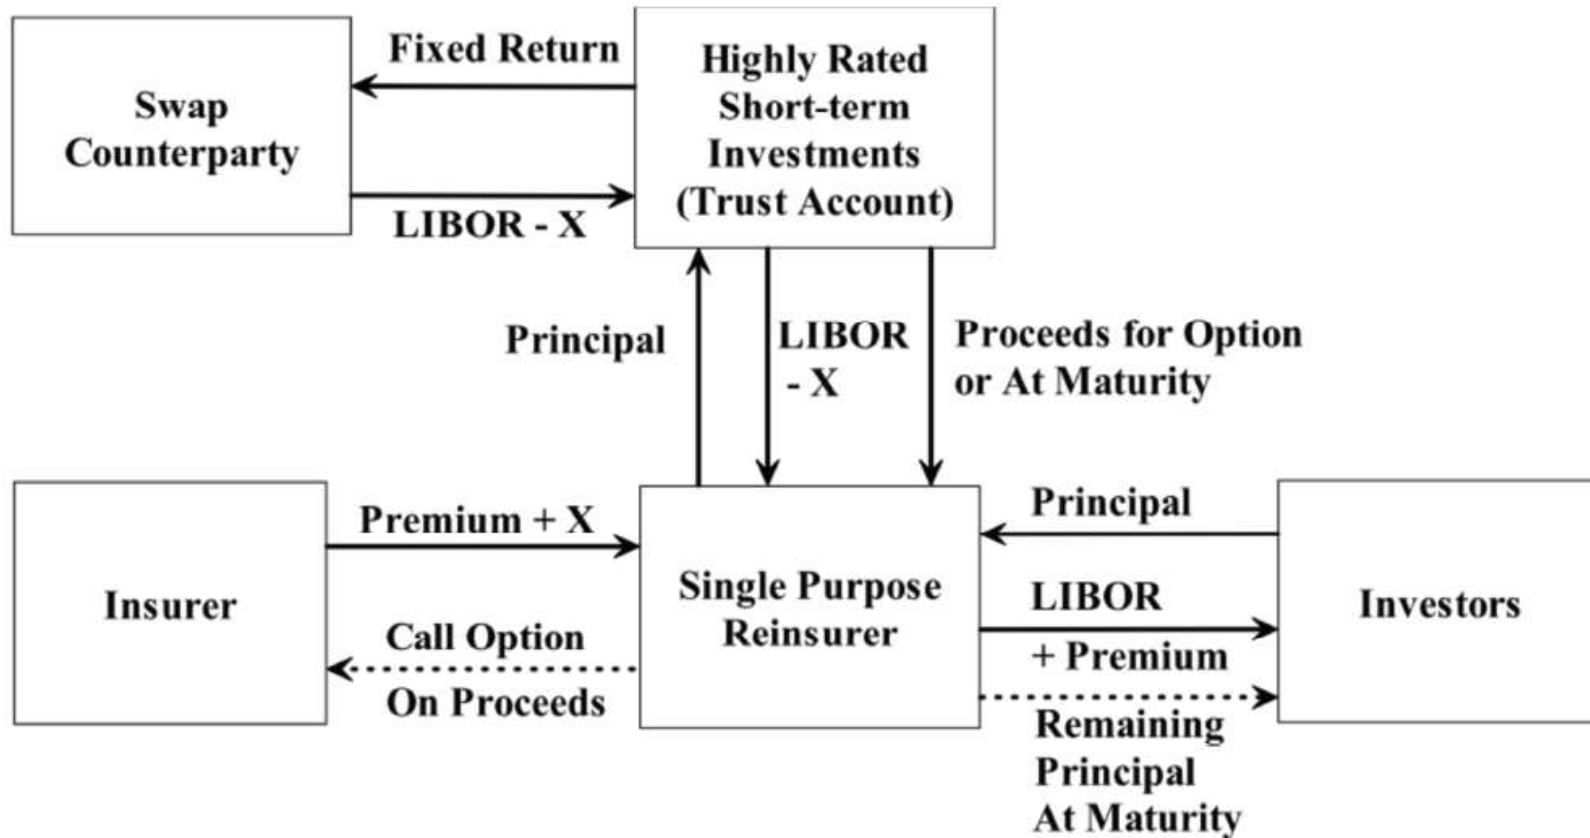 Fixed Return
Swap
Counterparty
LIBOR - X
Highly Rated
Short-term
Investments
(Trust Account)
Principal
LIBOR
- X
Proceeds for Option
or At Maturity
Insurer
Premium + X
Call Option
On Proceeds
Single Purpose
Reinsurer
Principal
LIBOR
+ Premium
Remaining
Principal
At Maturity
Investors